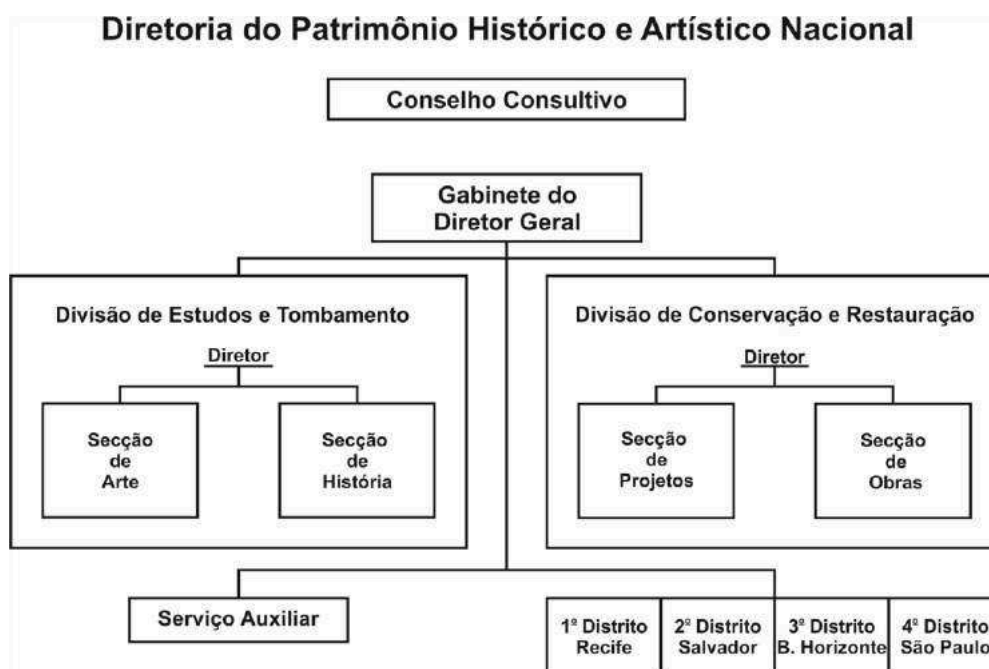 Diretoria do Patrimônio Histórico e Artístico Nacional
Conselho Consultivo
Gabinete do
Diretor Geral
Divisão de Estudos e Tombamento
Diretor
Secção
de
Arte
Secção
de
História
Divisão de Conservação e Restauração
Diretor
Secção
de
Projetos
Secção
de
Obras
Serviço Auxiliar
1º Distrito
Recife
2º Distrito
Salvador
3º Distrito
B. Horizonte
4º Distrito
São Paulo